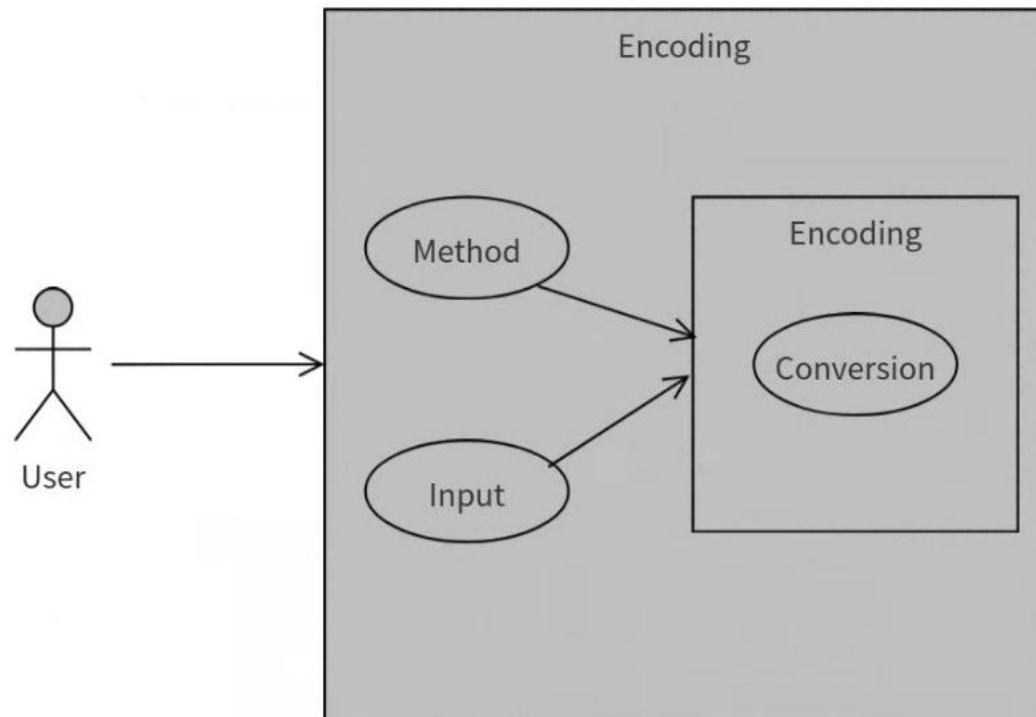 Encoding
Method
Encoding
Conversion
Input
User